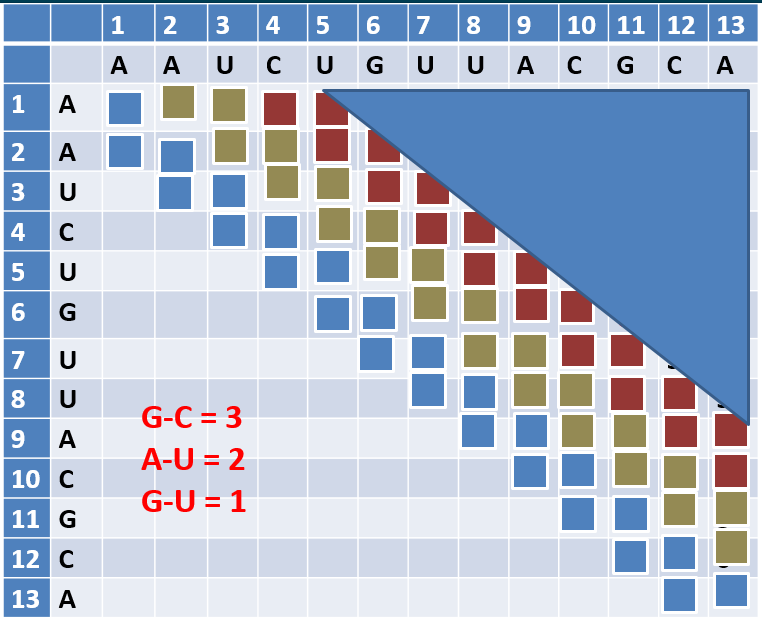 1 2 3 4 5 6 7 8 9 10 11 12 13
A A U C U G U U A C G C A
1 A
2 A
3 U
4 C
5 U
6 G
7 U
8 U
9 A
10 C
11 G
12 C
13 A
G-C = 3
A-U = 2
G-U = 1